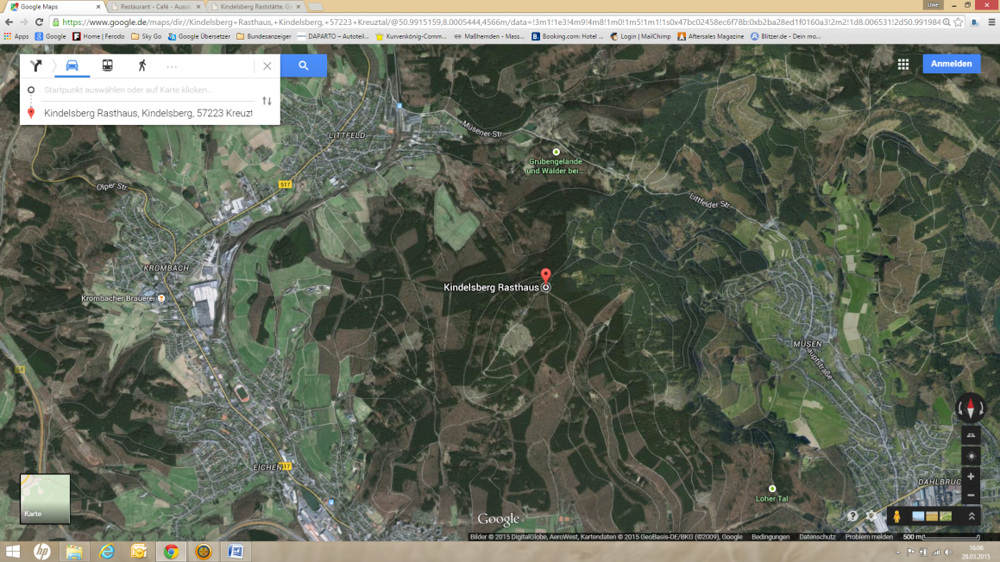 Google Maps
Restaurant - Café - Aussic
Kindelsberg Raststätte. G
Uwe
https://www.google.de/maps/dir//Kindelsberg+Rasthaus,+Kindelsberg,+57223+Kreuztal/@50.9915159,8.0005444,4566m/data=!3m1!1e3!4m9!4m8!1m0!1m5!1m1!1s0x47bc02458ec6f78b:0xb2ba28ed1f0160a3!2m2!1d8.006531!2d50.991984
Apps Google Home | Ferodo Sky Go Google Übersetzer Bundesanzeiger DAPARTO – Autoteil... Kurvenkönig-Comm... Maßhemden - Mass... Booking.com: Hotel ... Login | MailChimp Aftersales Magazine Blitzer.de - Dein mo...
Anmelden
Startpunkt auswählen oder auf Karte klicken...
Kindelsberg Rasthaus, Kindelsberg, 57223 Kreuzt
LITTFELD
Müsener Str.
Grubengelände
und Wälder bei...
Olper Str.
517
Littfelder Str.
KROMBACH
Kindelsberg Rasthaus
Krombacher Brauerei
MÜSEN
Hauptstraße
EICHEN
517
DAHLBRUC
Loher Tal
Karte
Google
Bilder © 2015 DigitalGlobe, AeroWest, Kartendaten © 2015 GeoBasis-DE/BKG (©2009), Google Bedingungen Datenschutz Problem melden 500 m
16:06
28.03.2015